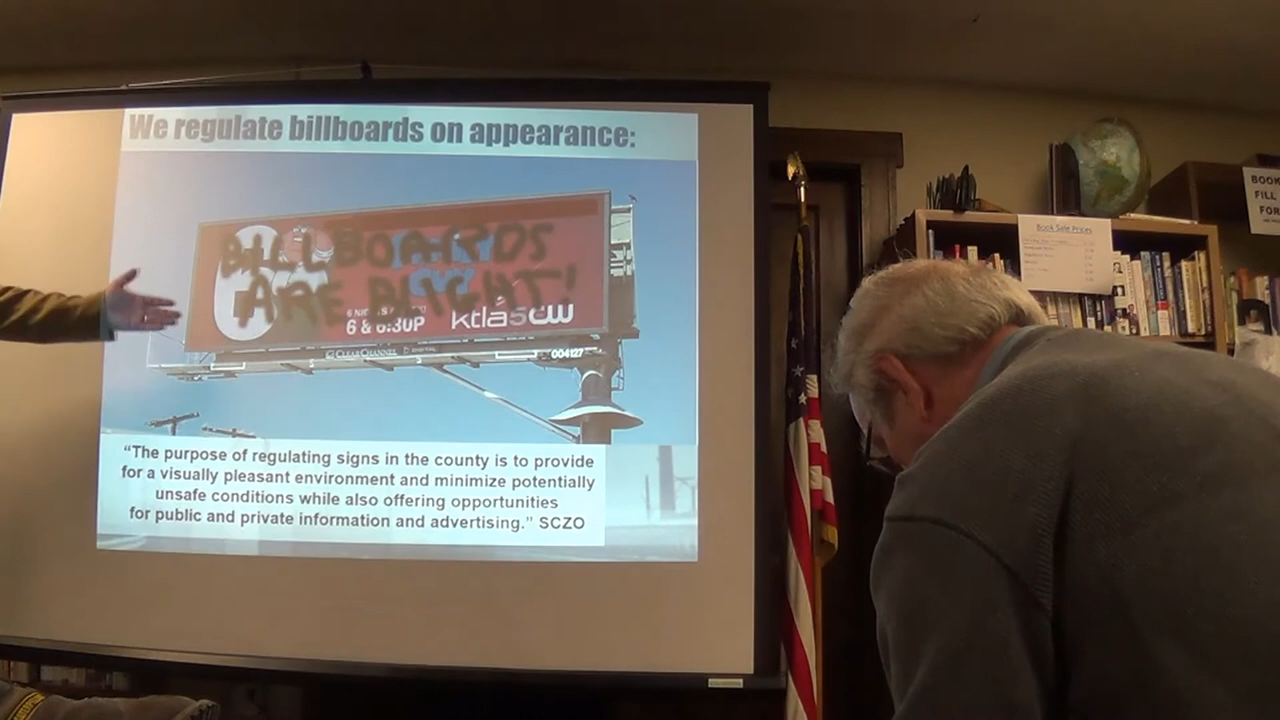 We regulate billboards on appearance:
BILLBOARDS
ARE BLIGHT!
6 & 6:30P
ktla5CW
CLEARCHANNEL
004127
“The purpose of regulating signs in the county is to provide
for a visually pleasant environment and minimize potentially
unsafe conditions while also offering opportunities
for public and private information and advertising.” SCZO
Book Sale Prices
BOOK
FILL
FOR